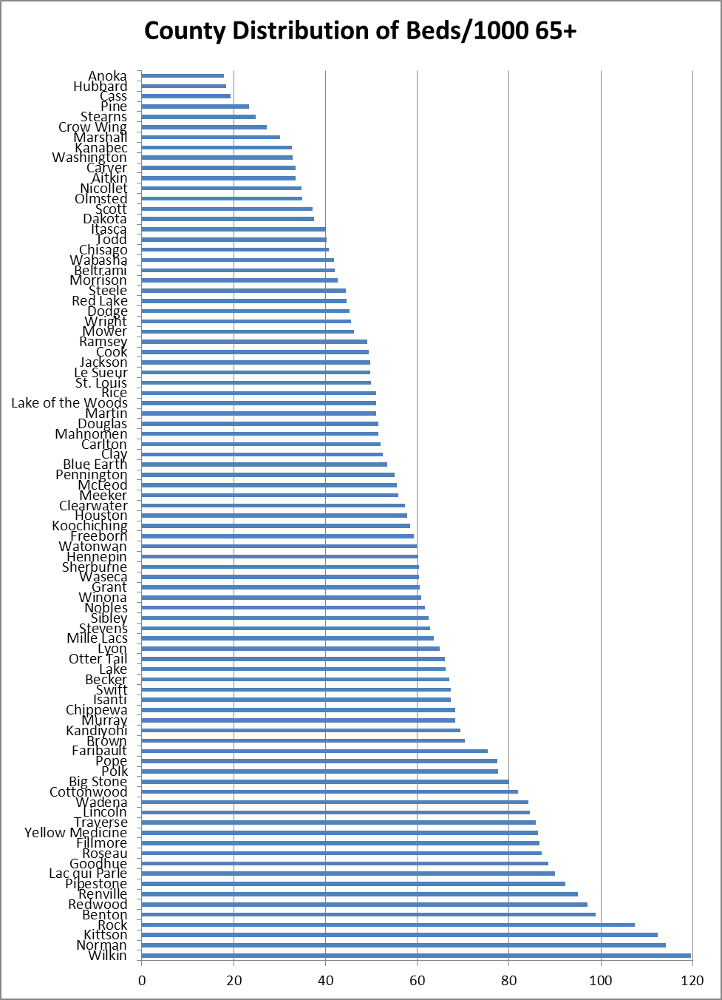 County Distribution of Beds/1000 65+
Anoka
Hubbard
Cass
Pine
Stearns
Crow Wing
Marshall
Kanabec
Washington
Carver
Aitkin
Nicollet
Olmsted
Scott
Dakota
Itasca
Todd
Chisago
Wabasha
Beltrami
Morrison
Steele
Red Lake
Dodge
Wright
Mower
Ramsey
Cook
Jackson
Le Sueur
St. Louis
Rice
Lake of the Woods
Martin
Douglas
Mahnomen
Carlton
Clay
Blue Earth
Pennington
McLeod
Meeker
Clearwater
Houston
Koochiching
Freeborn
Watonwan
Hennepin
Sherburne
Waseca
Grant
Winona
Nobles
Sibley
Stevens
Mille Lacs
Lyon
Otter Tail
Lake
Becker
Swift
Isanti
Chippewa
Murray
Kandiyohi
Brown
Faribault
Pope
Polk
Big Stone
Cottonwood
Wadena
Lincoln
Traverse
Yellow Medicine
Fillmore
Roseau
Goodhue
Lac qui Parle
Pipestone
Renville
Redwood
Benton
Rock
Kittson
Norman
Wilkin
0 20 40 60 80 100 120